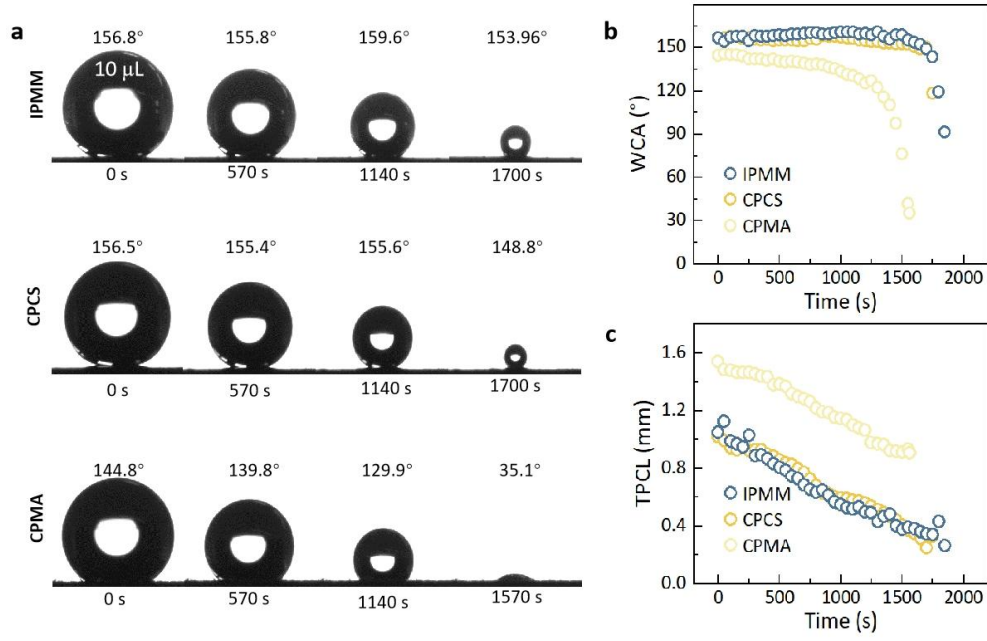 a
156.8° 155.8° 159.6° 153.96°
10 μL
IPMM
0 s 570 s 1140 s 1700 s
156.5° 155.4° 155.6° 148.8°
CPCS
0 s 570 s 1140 s 1700 s
144.8° 139.8° 129.9° 35.1°
CPMA
0 s 570 s 1140 s 1570 s
b
150
120
90
60
30
0
WCA (°)
IPMM
CPCS
CPMA
0 500 1000 1500 2000
Time (s)
c
1.6
1.2
0.8
0.4
0.0
TPCL (mm)
IPMM
CPCS
CPMA
0 500 1000 1500 2000
Time (s)